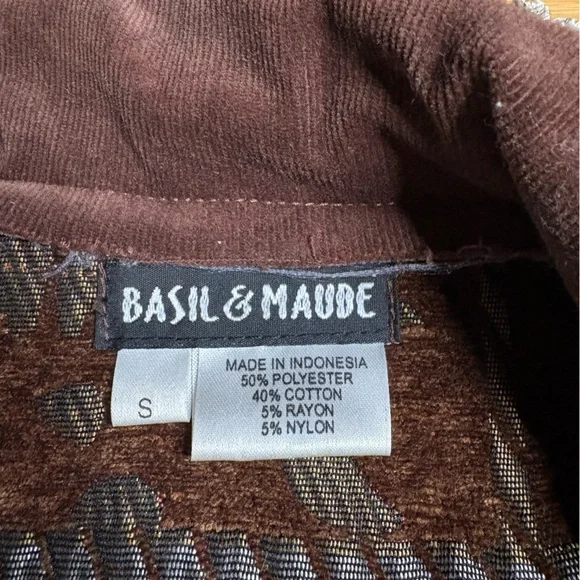 BASIL & MAUDE
S
MADE IN INDONESIA
50% POLYESTER
40% COTTON
5% RAYON
5% NYLON